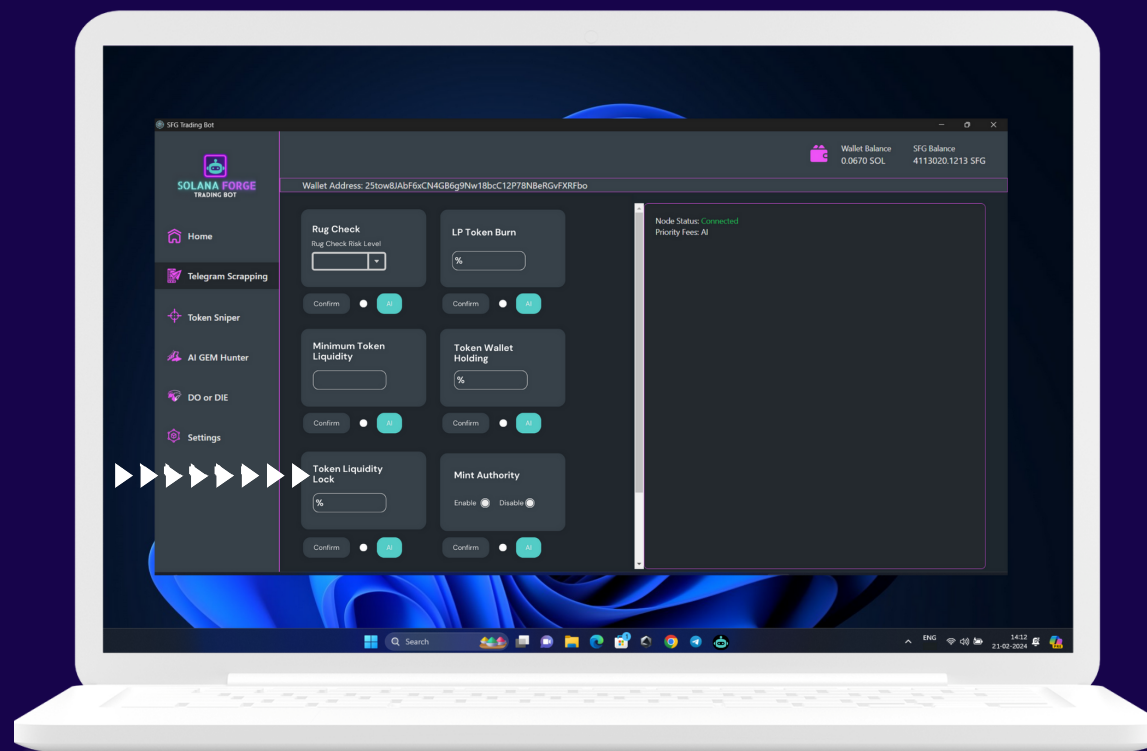 SFG Trading Bot
SOLANA FORGE
TRADING BOT
Wallet Balance
0.0670 SOL
SFG Balance
4113020.1213 SFG
Wallet Address: 25tow8JAbF6xCN4GB6g9Nw18bcC12P78NBeRGvFXRFbo
Home
Telegram Scrapping
Token Sniper
AI GEM Hunter
DO or DIE
Settings
Rug Check
Rug Check Risk Level
Confirm
AI
LP Token Burn
%
Confirm
AI
Minimum Token
Liquidity
Confirm
AI
Token Wallet
Holding
%
Confirm
AI
Token Liquidity
Lock
%
Confirm
AI
Mint Authority
Enable
Disable
Confirm
AI
Node Status: Connected
Priority Fees: AI
Search
ENG
14:12
21-02-2024